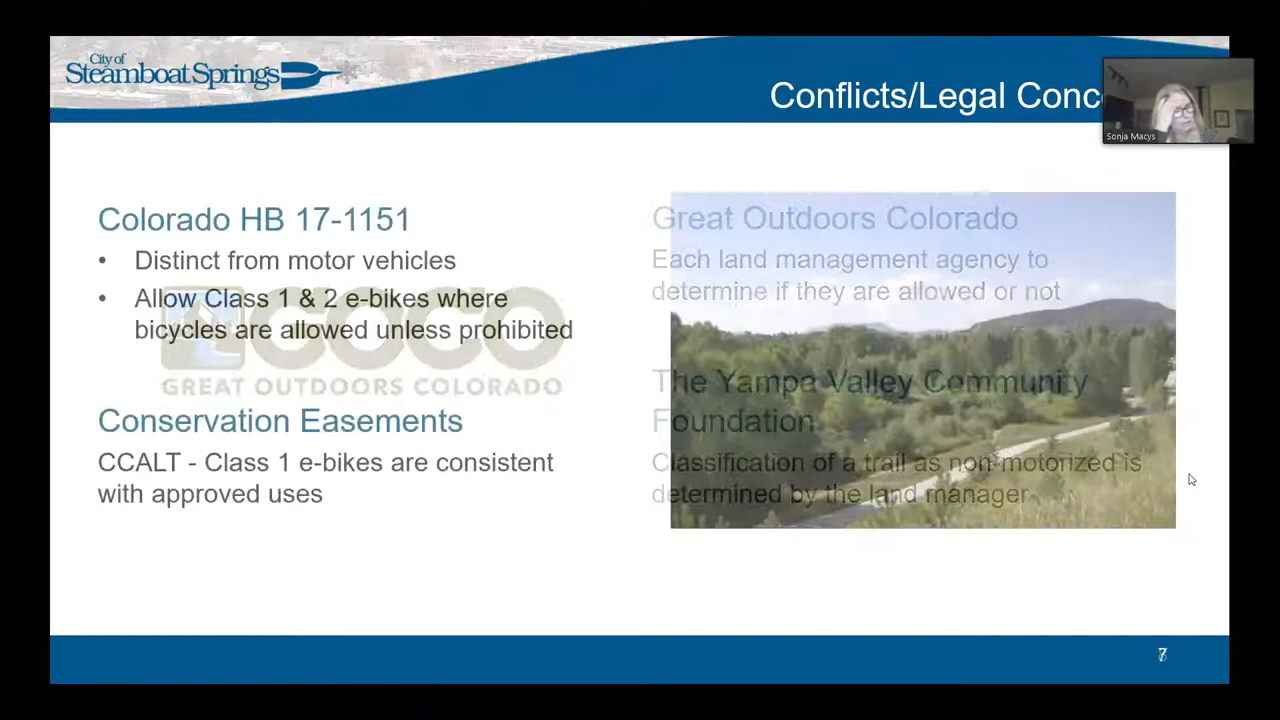 City of
Steamboat Springs
Conflicts/Legal Conc
Sonja Macys
Colorado HB 17-1151
• Distinct from motor vehicles
• Allow Class 1 & 2 e-bikes where
bicycles are allowed unless prohibited
GOCO
GREAT OUTDOORS COLORADO
Conservation Easements
CCALT - Class 1 e-bikes are consistent
with approved uses
Great Outdoors Colorado
Each land management agency to
determine if they are allowed or not
The Yampa Valley Community
Foundation
Classification of a trail as non-motorized is
determined by the land manager
7